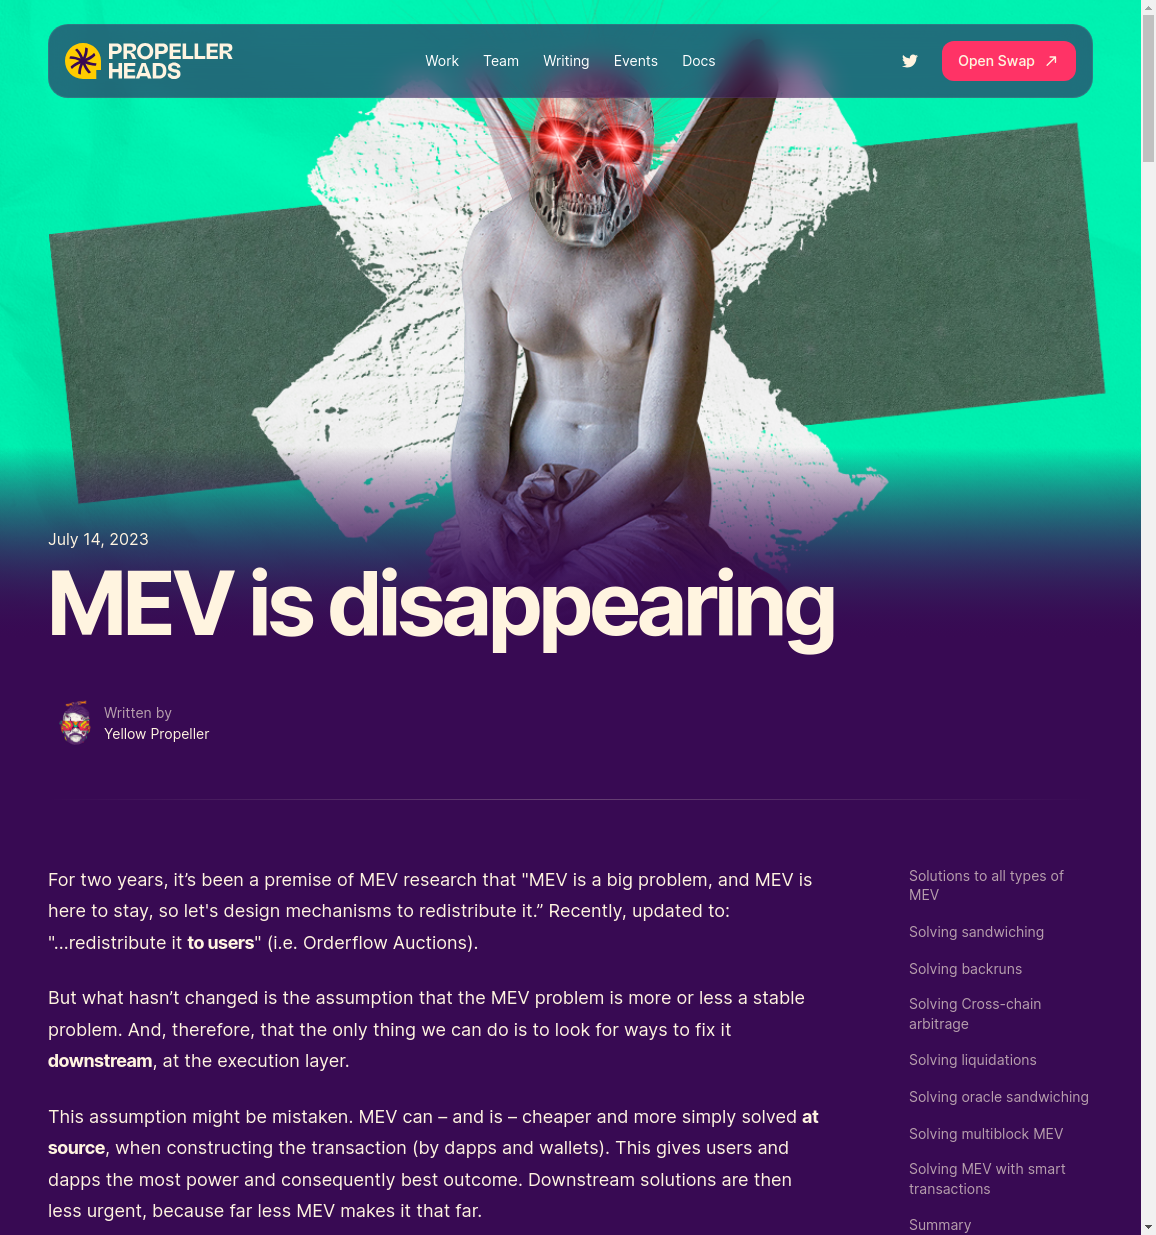 PROPELLER
HEADS
Work
Team
Writing
Events
Docs
Open Swap
July 14, 2023
MEV is disappearing
Written by
Yellow Propeller
For two years, it’s been a premise of MEV research that "MEV is a big problem, and MEV is
here to stay, so let's design mechanisms to redistribute it.” Recently, updated to:
"...redistribute it to users" (i.e. Orderflow Auctions).
But what hasn’t changed is the assumption that the MEV problem is more or less a stable
problem. And, therefore, that the only thing we can do is to look for ways to fix it
downstream, at the execution layer.
This assumption might be mistaken. MEV can – and is – cheaper and more simply solved at
source, when constructing the transaction (by dapps and wallets). This gives users and
dapps the most power and consequently best outcome. Downstream solutions are then
less urgent, because far less MEV makes it that far.
Solutions to all types of
MEV
Solving sandwiching
Solving backruns
Solving Cross-chain
arbitrage
Solving liquidations
Solving oracle sandwiching
Solving multiblock MEV
Solving MEV with smart
transactions
Summary